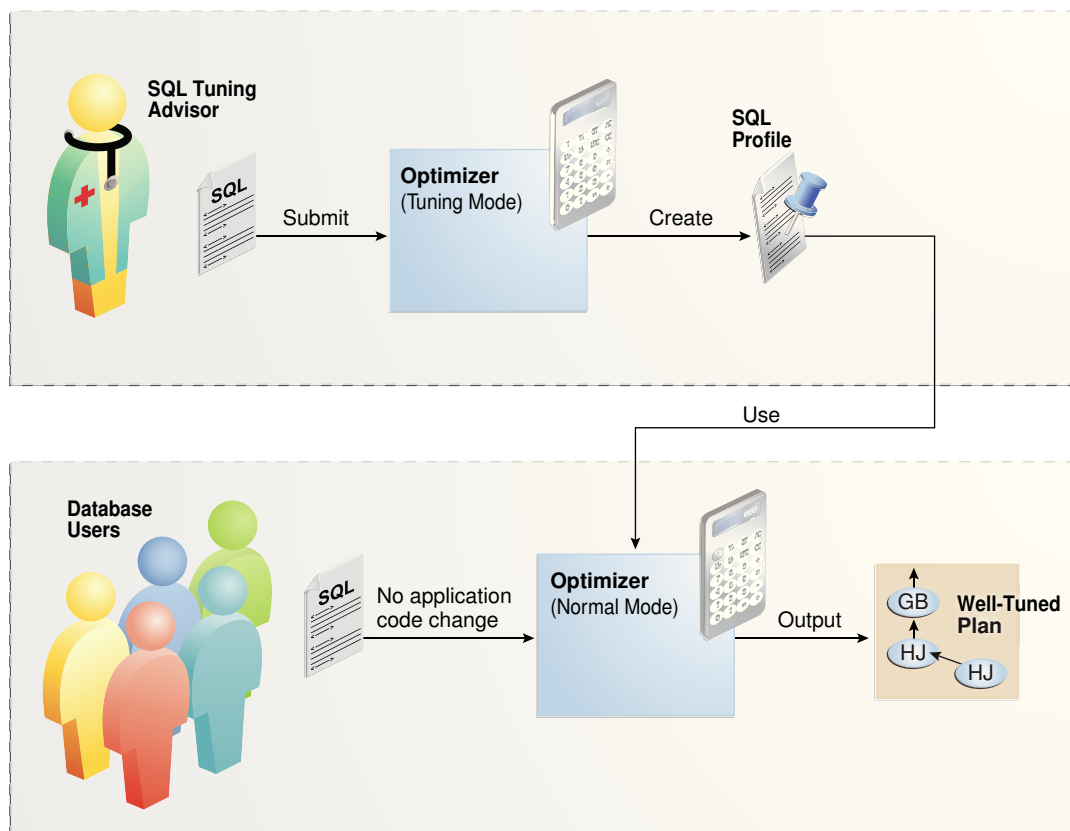 SQL Tuning
Advisor
SQL
Submit
Optimizer
(Tuning Mode)
Create
SQL
Profile
Use
Database
Users
SQL
No application
code change
Optimizer
(Normal Mode)
Output
GB
HJ
HJ
Well-Tuned
Plan